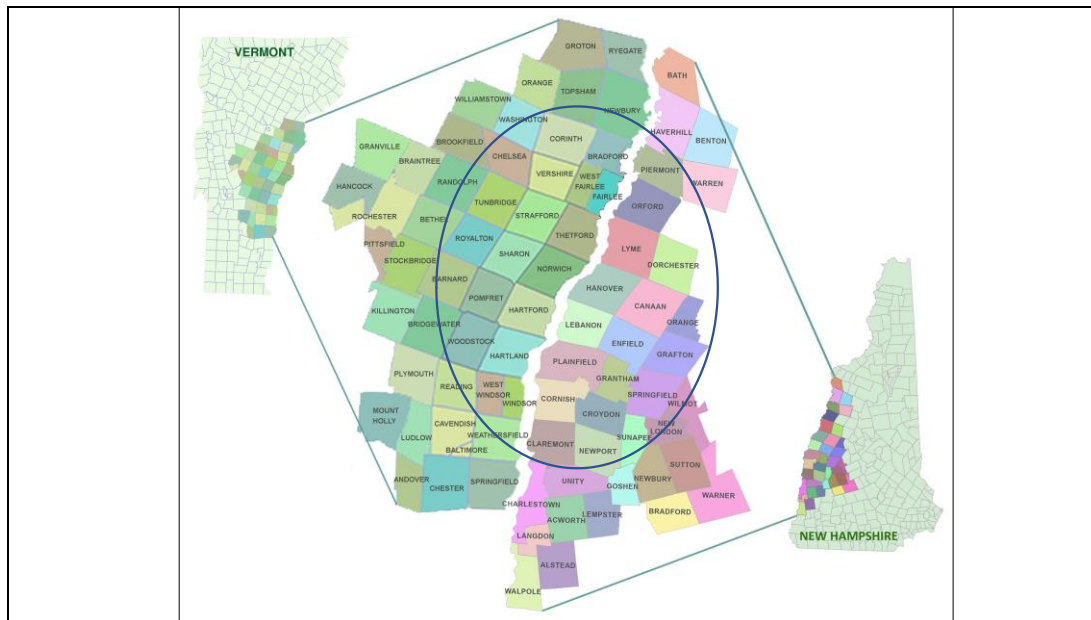 VERMONT
GROTON
RYEGATE
BATH
ORANGE
TOPSHAM
WILLIAMSTOWN
NEWBURY
WASHINGTON
HAVERHILL
BENTON
CORINTH
BROOKFIELD
GRANVILLE
CHELSEA
BRADFORD
BRAINTREE
PIERMONT
VERSHIRE
WEST
FAIRLEE
WARREN
RANDOLPH
HANCOCK
FAIRLEE
TUNBRIDGE
ORFORD
ROCHESTER
STRAFFORD
BETHEL
THETFORD
ROYALTON
PITTSFIELD
LYME
SHARON
STOCKBRIDGE
DORCHESTER
NORWICH
BARNARD
HANOVER
POMFRET
CANAAN
KILLINGTON
HARTFORD
BRIDGEWATER
LEBANON
ORANGE
WOODSTOCK
ENFIELD
HARTLAND
GRAFTON
PLAINFIELD
PLYMOUTH
GRANTHAM
READING
WEST
WINDSOR
WINDSOR
SPRINGFIELD
CORNISH
WILMOT
MOUNT
HOLLY
CROYDON
CAVENDISH
NEW
LONDON
LUDLOW
WEATHERSFIELD
SUNAPEE
CLAREMONT
BALTIMORE
NEWPORT
SUTTON
ANDOVER
CHESTER
SPRINGFIELD
UNITY
NEWBURY
GOSHEN
WARNER
CHARLESTOWN
LEMPSTER
BRADFORD
ACWORTH
LANGDON
NEW HAMPSHIRE
ALSTEAD
WALPOLE